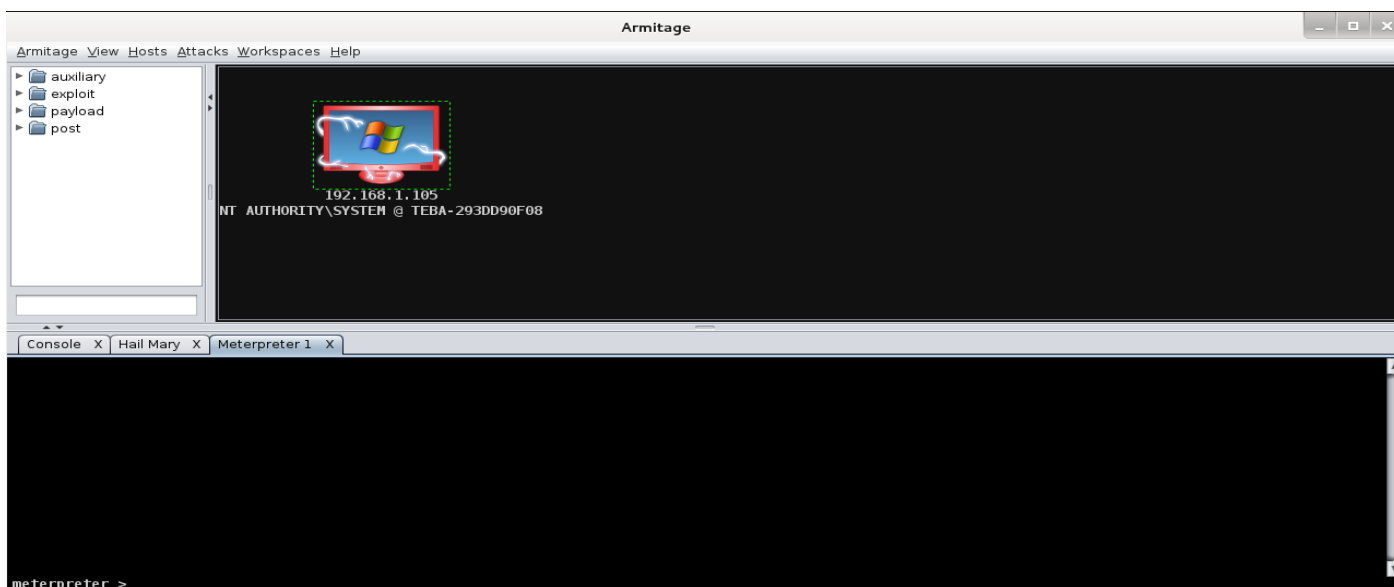 Armitage
Armitage View Hosts Attacks Workspaces Help
auxiliary
exploit
payload
post
192.168.1.105
NT AUTHORITY\SYSTEM @ TEBA-293DD90F08
Console X Hail Mary X Meterpreter 1 X
meterpreter >